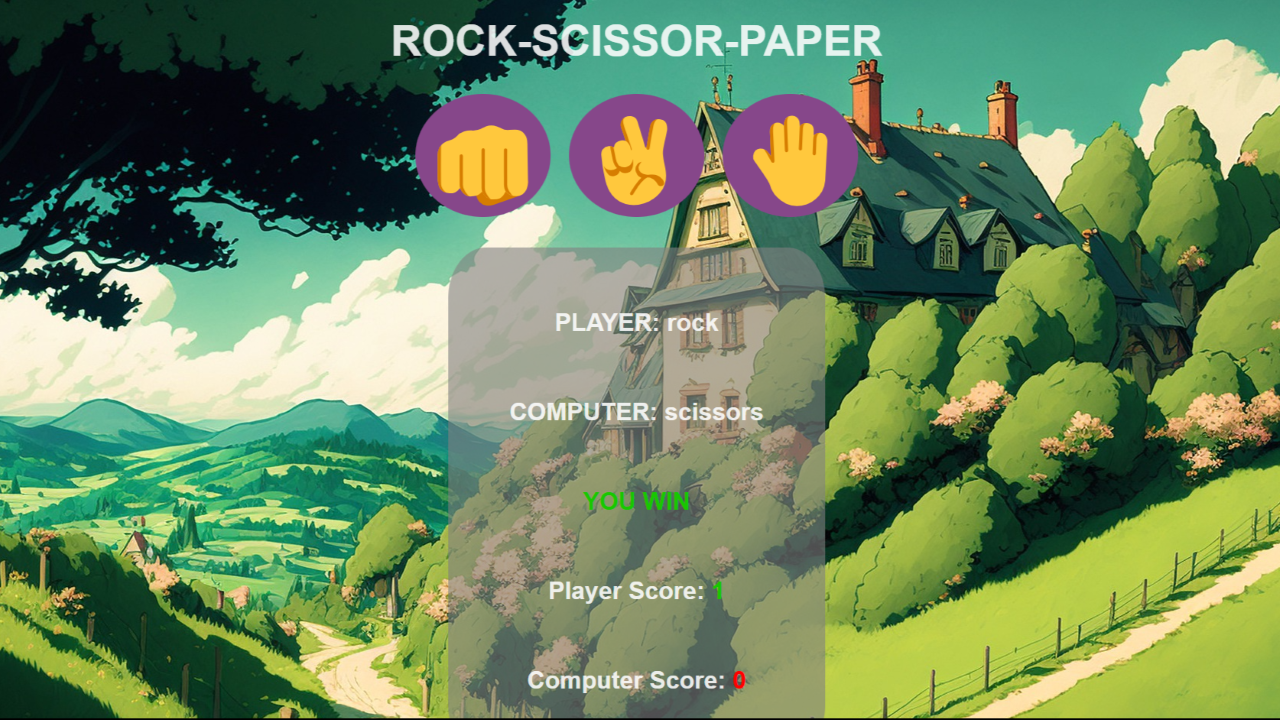 ROCK-SCISSOR-PAPER
PLAYER: rock
COMPUTER: scissors
YOU WIN
Player Score: 1
Computer Score: 0